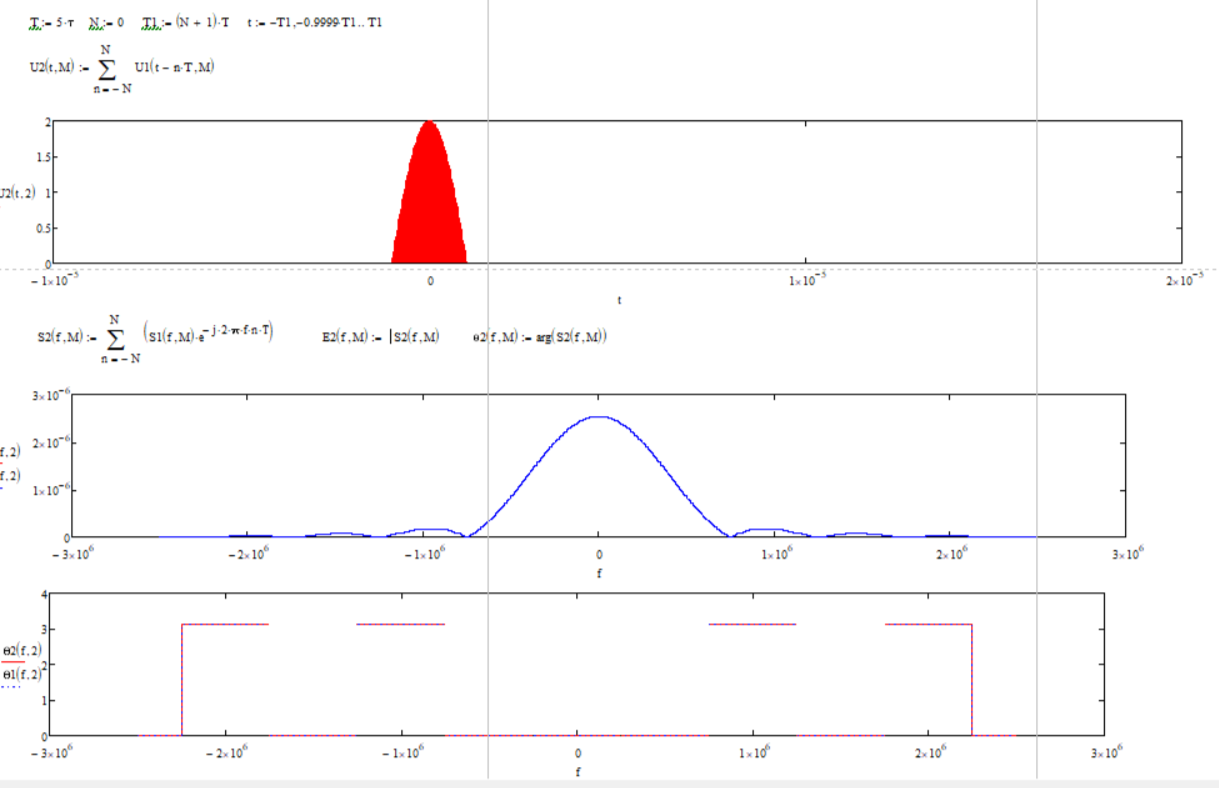 T := 5·τ   N := 0   T1 := (N + 1)·T   t := −T1,−0.9999·T1.. T1
N
U2(t,M) := ∑ U1(t − n·T,M)
n = − N
2
1.5
U2(t,2) 1
0.5
0
− 1×10⁻⁵ 0 1×10⁻⁵ 2×10⁻⁵
t
N
S2(f,M) := ∑ (S1(f,M)·e^(− j·2·π·f·n·T))   E2(f,M) := |S2(f,M)   θ2(f,M) := arg(S2(f,M))
n = − N
3×10⁻⁶
2×10⁻⁶
f,2)
f,2)
1×10⁻⁶
0
− 3×10⁶ − 2×10⁶ − 1×10⁶ 0 1×10⁶ 2×10⁶ 3×10⁶
f
4
3
θ2(f,2)
2
θ1(f,2)
1
0
− 3×10⁶ − 2×10⁶ − 1×10⁶ 0 1×10⁶ 2×10⁶ 3×10⁶
f